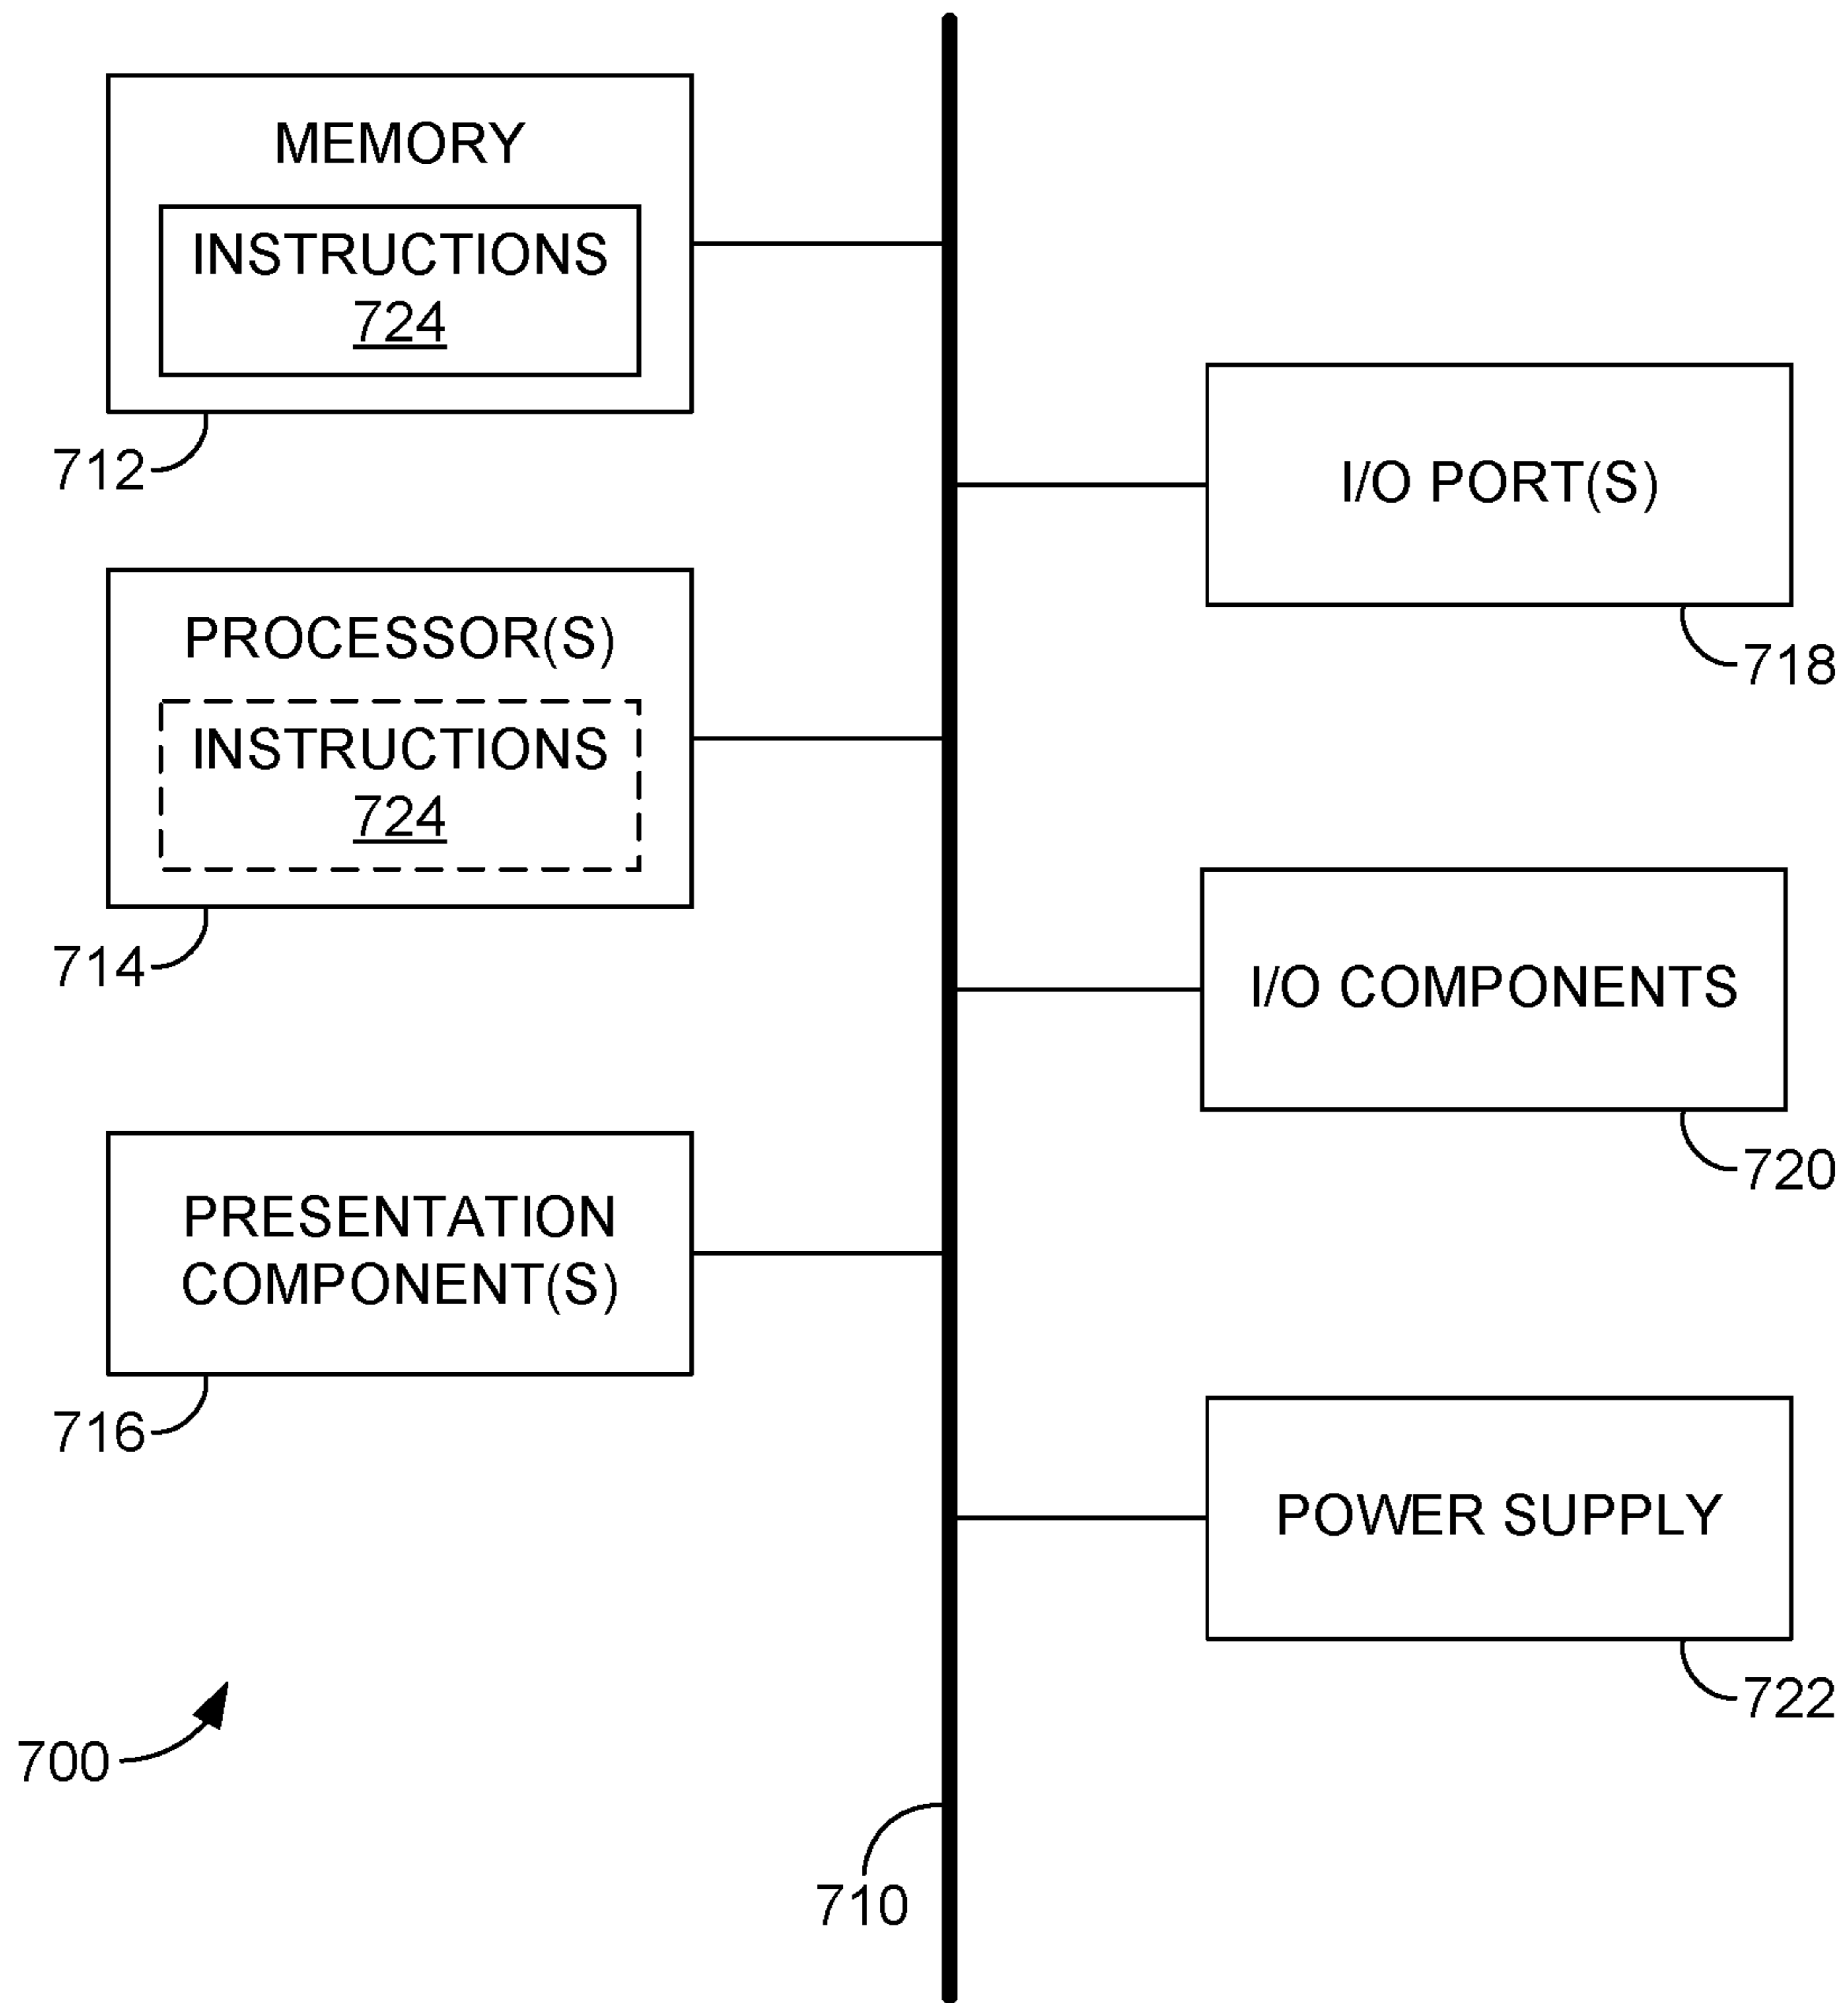 MEMORY
INSTRUCTIONS
724
712
PROCESSOR(S)
INSTRUCTIONS
724
714
PRESENTATION
COMPONENT(S)
716
700
I/O PORT(S)
718
I/O COMPONENTS
720
POWER SUPPLY
722
710